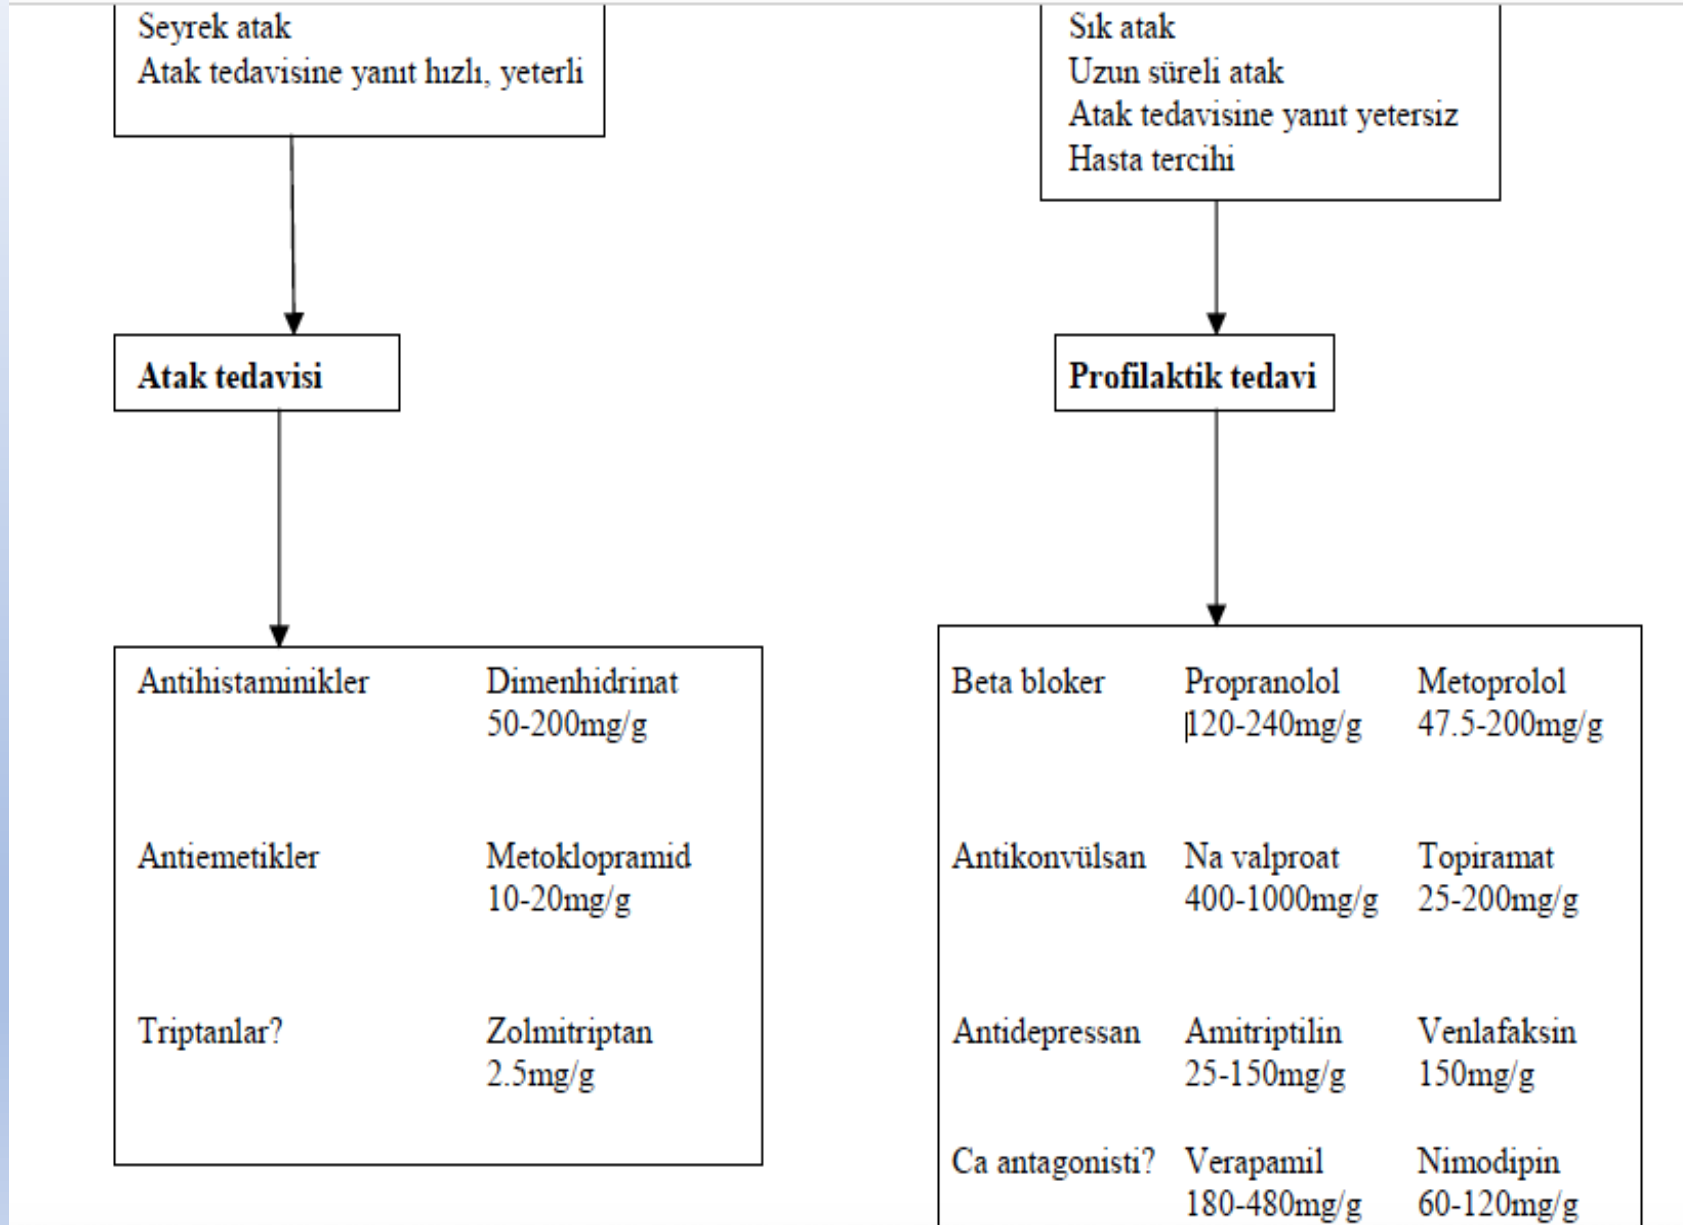 Seyrek atak
Atak tedavisine yanıt hızlı, yeterli
Sık atak
Uzun süreli atak
Atak tedavisine yanıt yetersiz
Hasta tercihi
Atak tedavisi
Profilaktik tedavi
Antihistaminikler Dimenhidrinat
50-200mg/g
Antiemetikler Metoklopramid
10-20mg/g
Triptanlar? Zolmitriptan
2.5mg/g
Beta bloker Propranolol Metoprolol
120-240mg/g 47.5-200mg/g
Antikonvülsan Na valproat Topiramat
400-1000mg/g 25-200mg/g
Antidepressan Amitriptilin Venlafaksin
25-150mg/g 150mg/g
Ca antagonisti? Verapamil Nimodipin
180-480mg/g 60-120mg/g